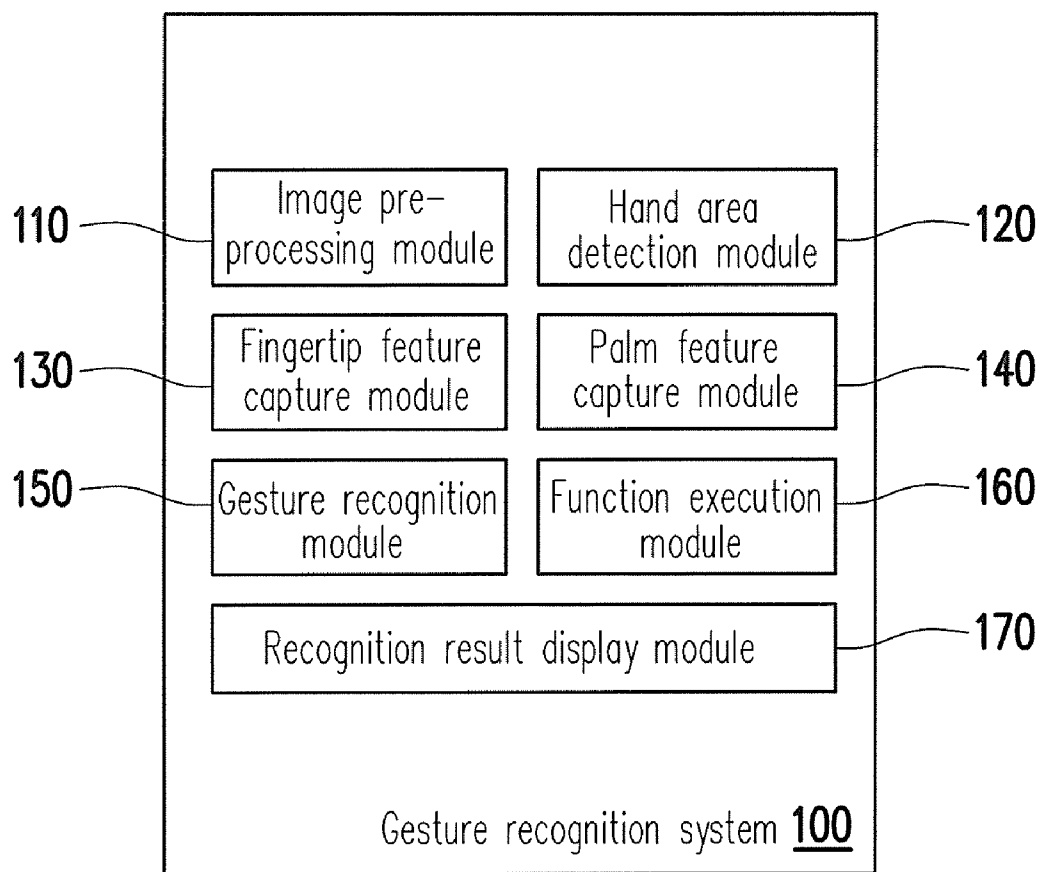 110
Image pre-
processing module
Hand area
detection module
120
130
Fingertip feature
capture module
Palm feature
capture module
140
150
Gesture recognition
module
Function execution
module
160
Recognition result display module
170
Gesture recognition system 100